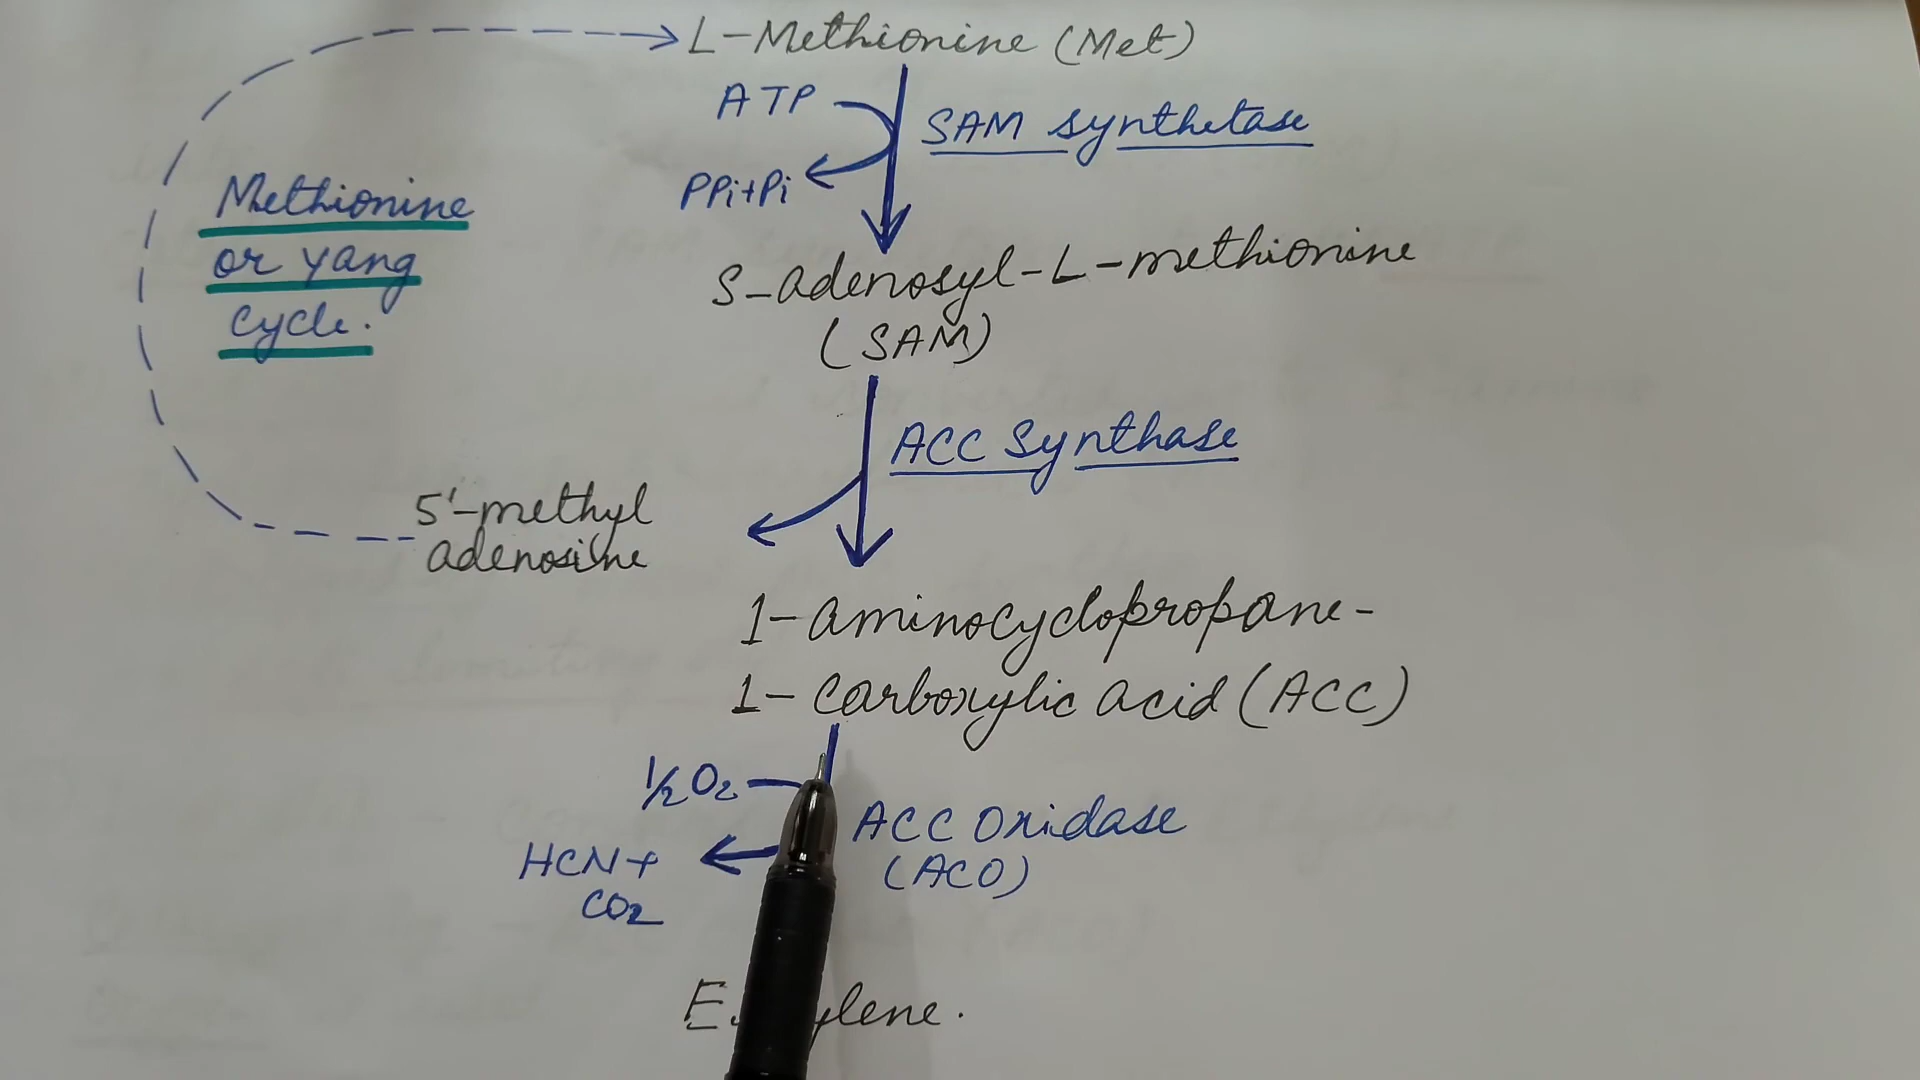 L-Methionine (Met)
ATP
SAM synthetase
PPi+Pi
Methionine
or yang
cycle.
S-adenosyl-L-methionine
(SAM)
ACC Synthase
5'-methyl
adenosine
1-aminocyclopropane-
1-carboxylic acid (ACC)
1/2O2
ACC Oxidase
(ACO)
HCN+
CO2